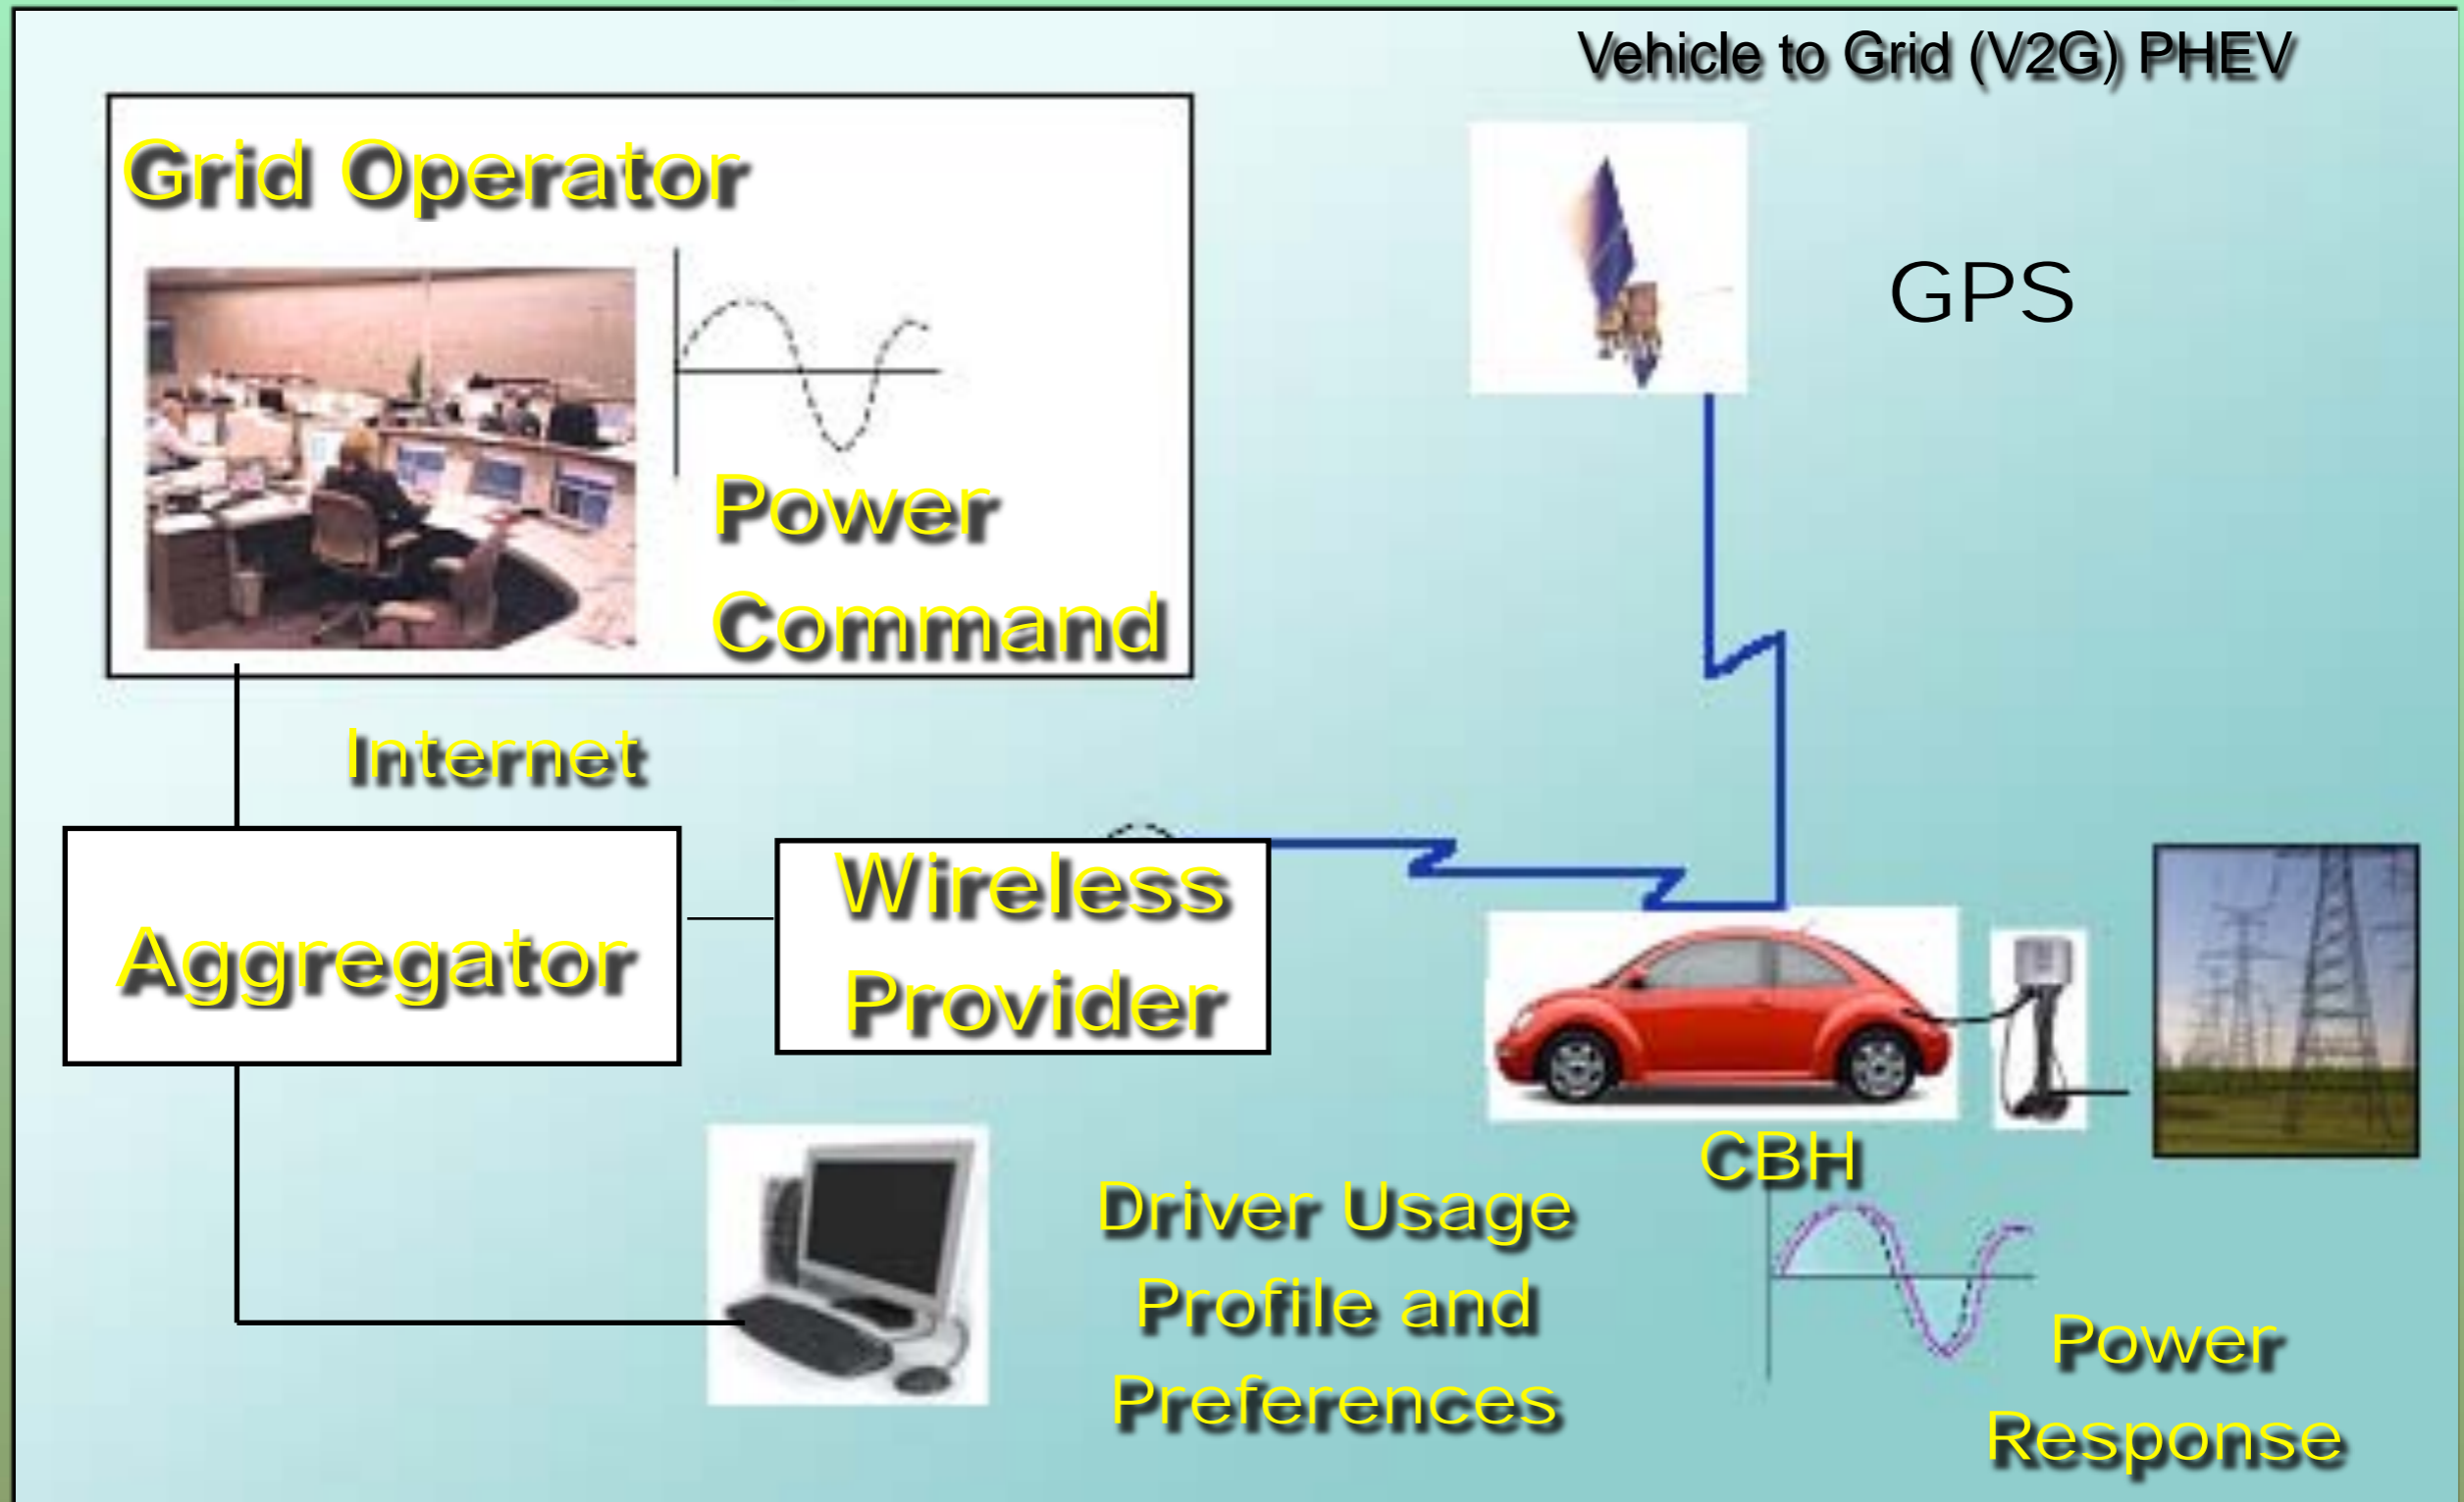 Vehicle to Grid (V2G) PHEV
Grid Operator
GPS
Power
Command
Internet
Wireless
Provider
Aggregator
CBH
Driver Usage
Profile and
Preferences
Power
Response